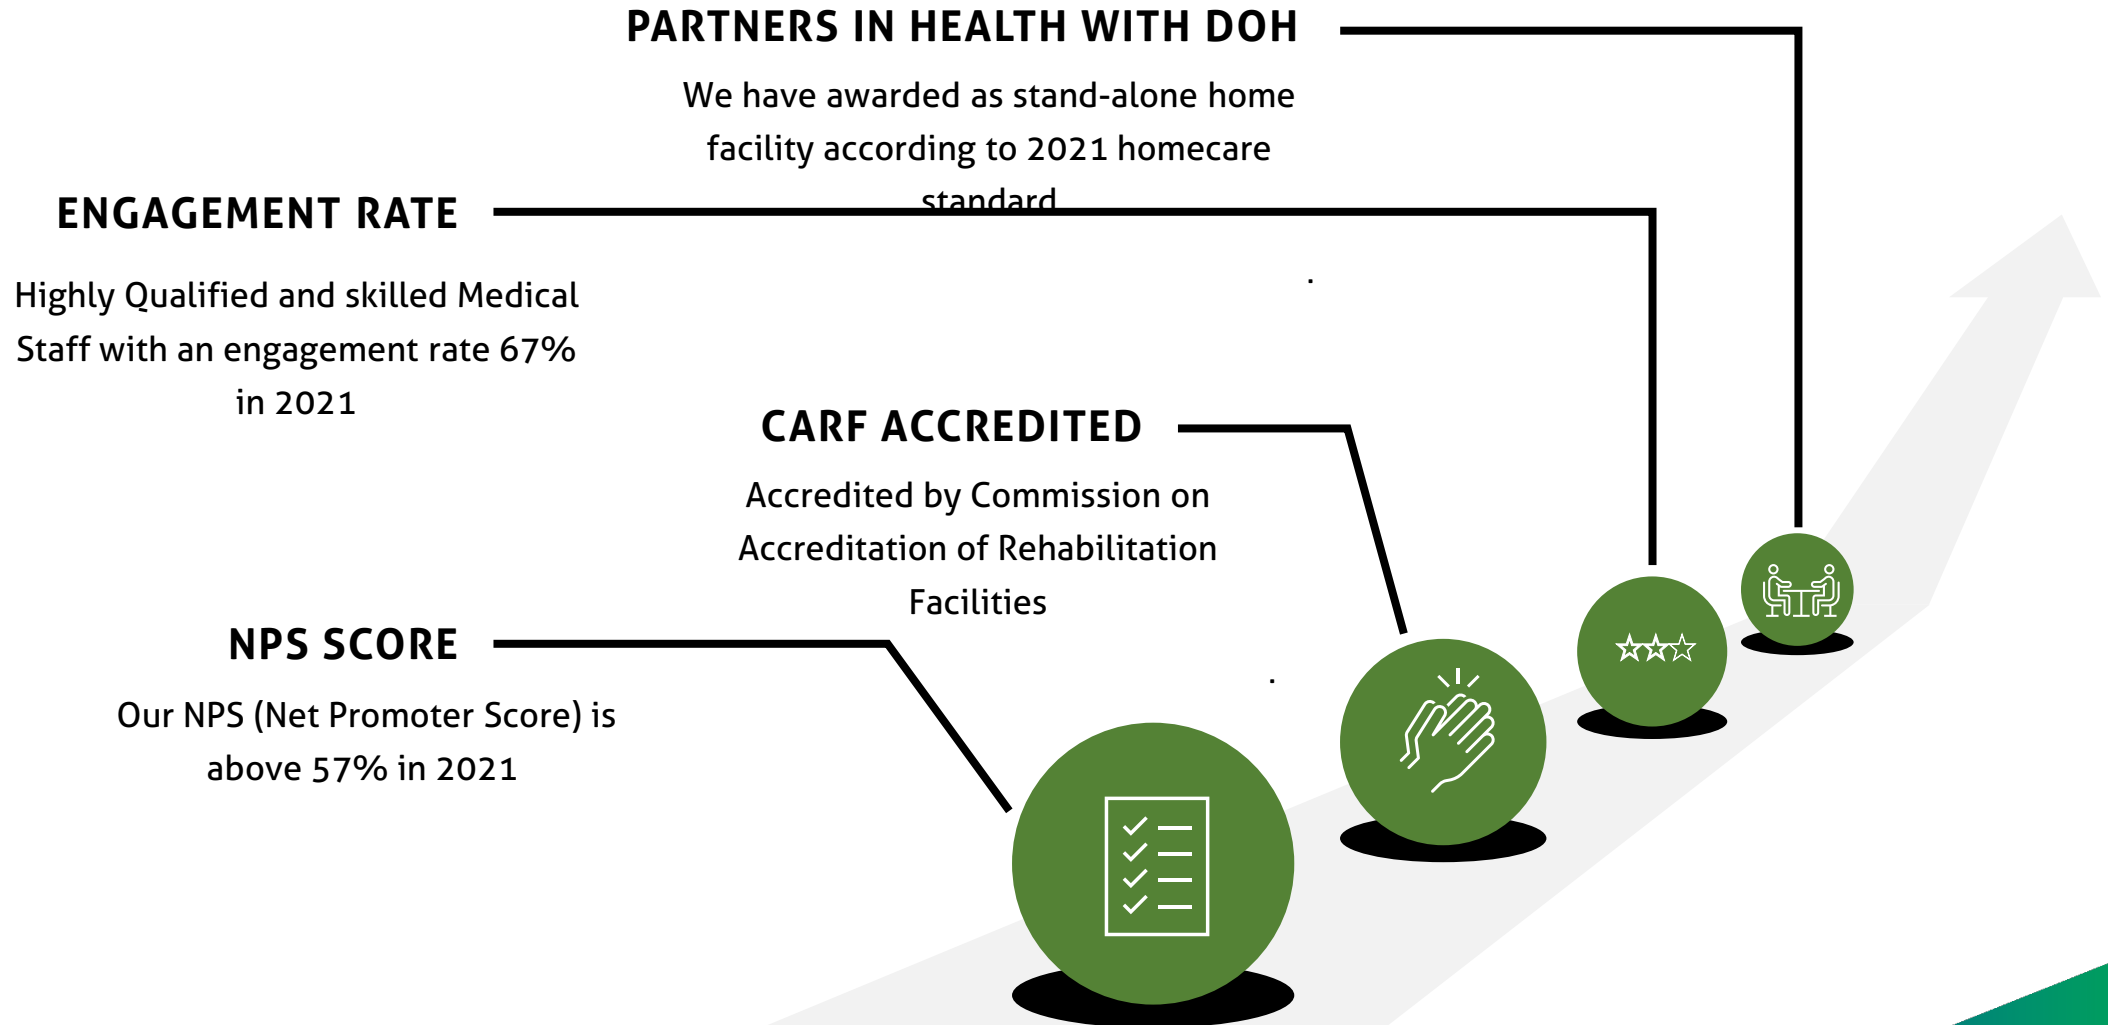 PARTNERS IN HEALTH WITH DOH
We have awarded as stand-alone home
facility according to 2021 homecare
standard
ENGAGEMENT RATE
Highly Qualified and skilled Medical
Staff with an engagement rate 67%
in 2021
.
CARF ACCREDITED
Accredited by Commission on
Accreditation of Rehabilitation
Facilities
.
NPS SCORE
Our NPS (Net Promoter Score) is
above 57% in 2021